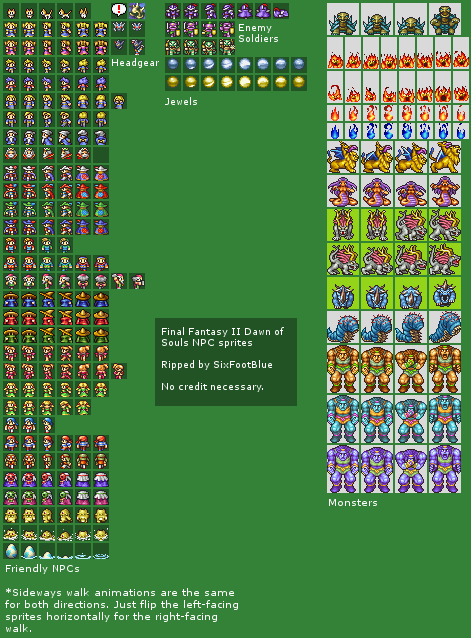 !
Enemy
Soldiers
Headgear
Jewels
Final Fantasy II Dawn of
Souls NPC sprites
Ripped by SixFootBlue
No credit necessary.
Monsters
Friendly NPCs
*Sideways walk animations are the same
for both directions. Just flip the left-facing
sprites horizontally for the right-facing
walk.